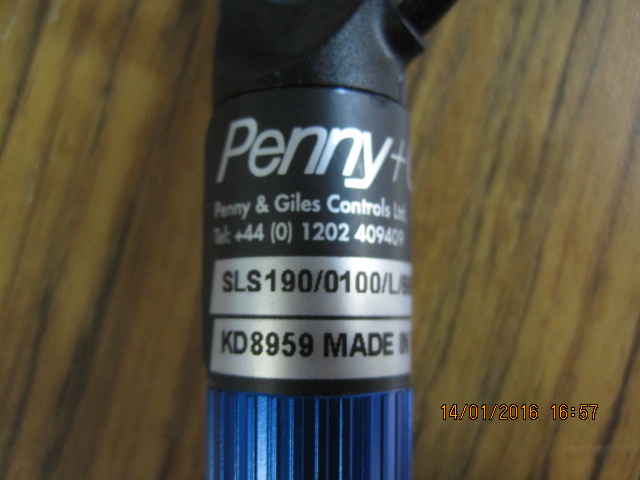 Penny+
Penny & Giles Controls Ltd.
Tel: +44 (0) 1202 409409
SLS190/0100/L/
KD8959 MADE IN
14/01/2016 16:57